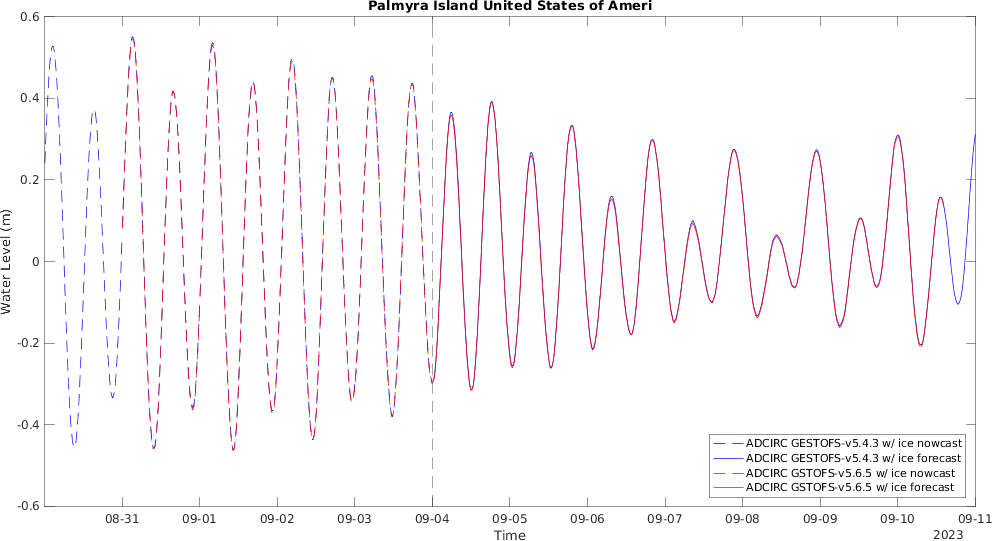 Palmyra Island United States of Ameri
0.6
0.4
0.2
0
-0.2
-0.4
-0.6
Water Level (m)
08-31 09-01 09-02 09-03 09-04 09-05 09-06 09-07 09-08 09-09 09-10 09-11
Time
2023
ADCIRC GESTOFS-v5.4.3 w/ ice nowcast
ADCIRC GESTOFS-v5.4.3 w/ ice forecast
ADCIRC GSTOFS-v5.6.5 w/ ice nowcast
ADCIRC GSTOFS-v5.6.5 w/ ice forecast